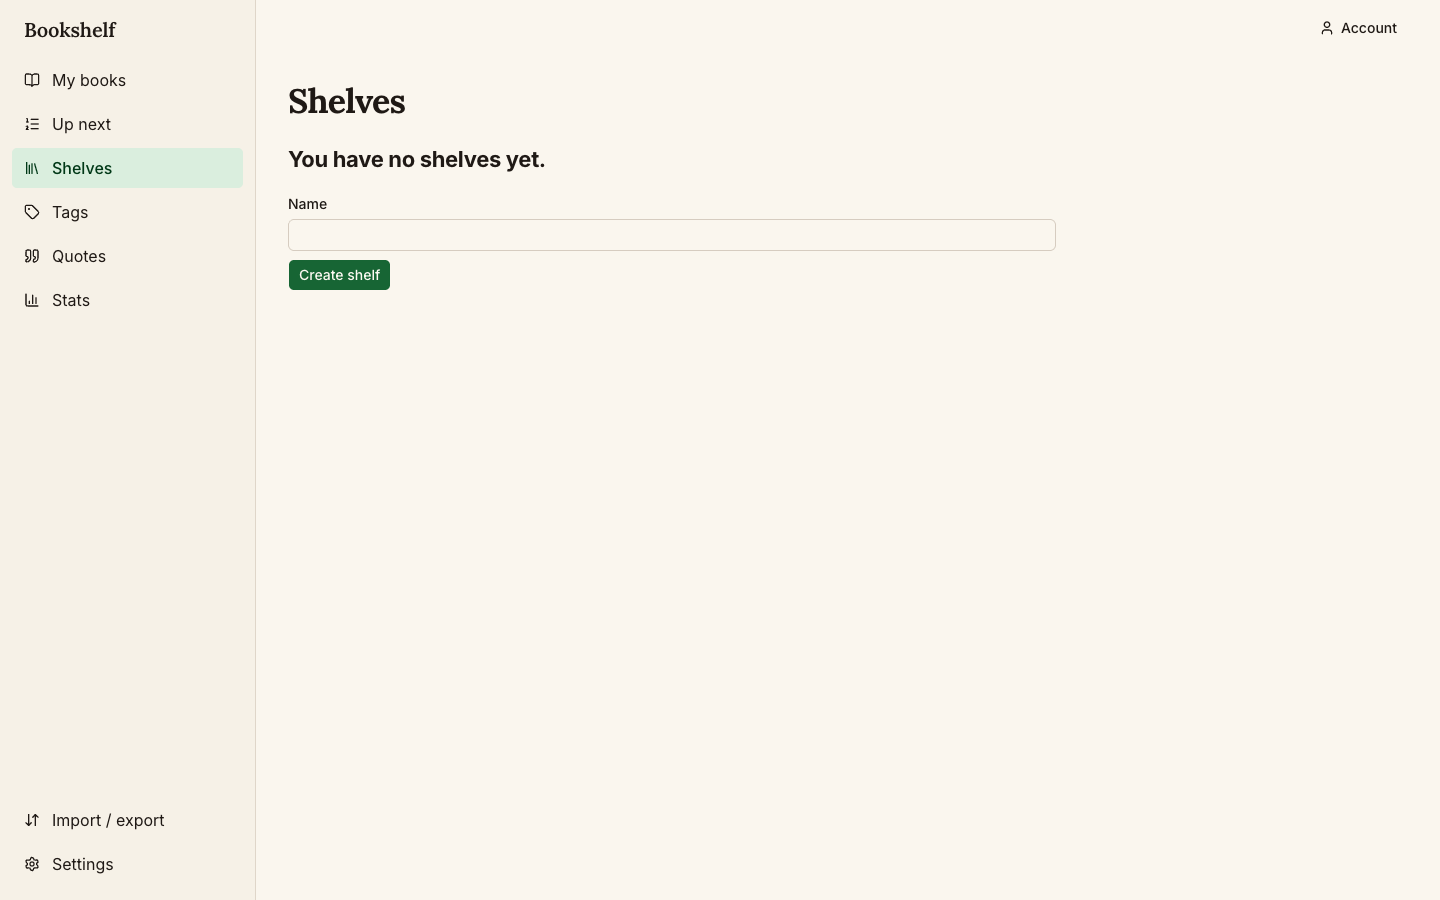 Bookshelf
My books
Up next
Shelves
Tags
Quotes
Stats
Import / export
Settings
Account
Shelves
You have no shelves yet.
Name
Create shelf